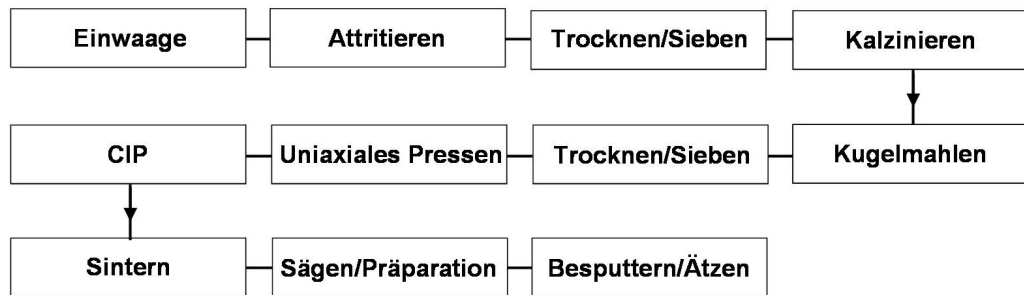 Einwaage
Attritieren
Trocknen/Sieben
Kalzinieren
CIP
Uniaxiales Pressen
Trocknen/Sieben
Kugelmahlen
Sintern
Sägen/Präparation
Besputtern/Ätzen